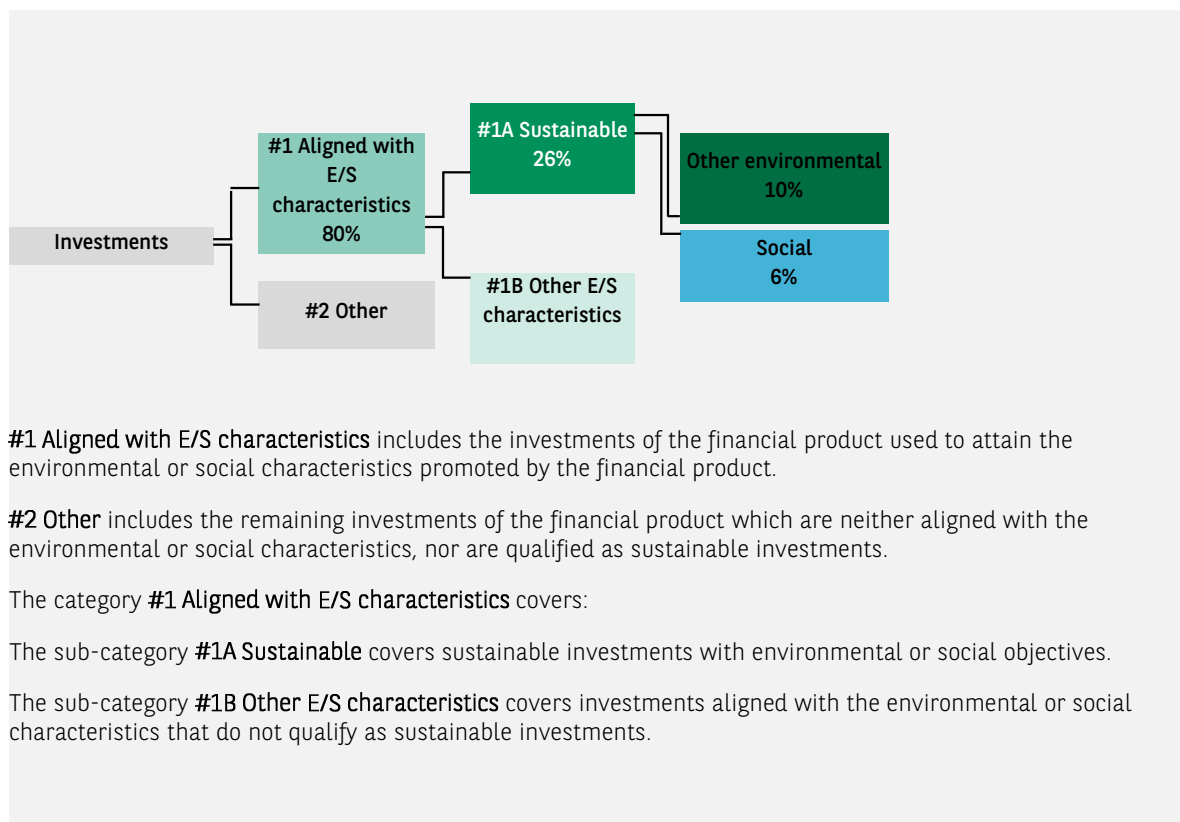 Investments
#1 Aligned with
E/S
characteristics
80%
#2 Other
#1A Sustainable
26%
#1B Other E/S
characteristics
Other environmental
10%
Social
6%
#1 Aligned with E/S characteristics includes the investments of the financial product used to attain the
environmental or social characteristics promoted by the financial product.
#2 Other includes the remaining investments of the financial product which are neither aligned with the
environmental or social characteristics, nor are qualified as sustainable investments.
The category #1 Aligned with E/S characteristics covers:
The sub-category #1A Sustainable covers sustainable investments with environmental or social objectives.
The sub-category #1B Other E/S characteristics covers investments aligned with the environmental or social
characteristics that do not qualify as sustainable investments.